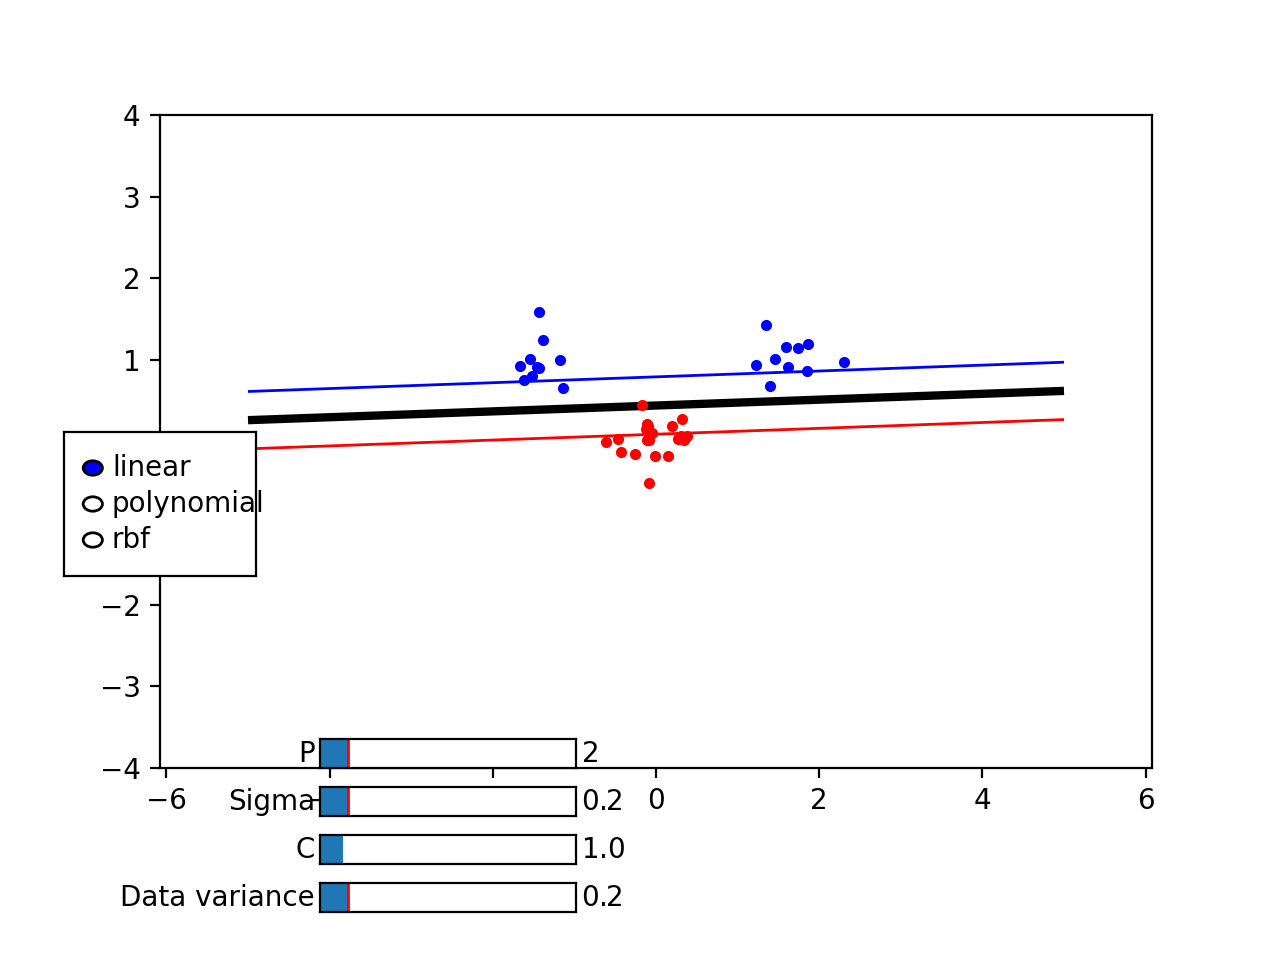 4
3
2
1
linear
polynomial
rbf
−2
−3
−4
P 2
−6 0 2 4 6
Sigma 0.2
C 1.0
Data variance 0.2